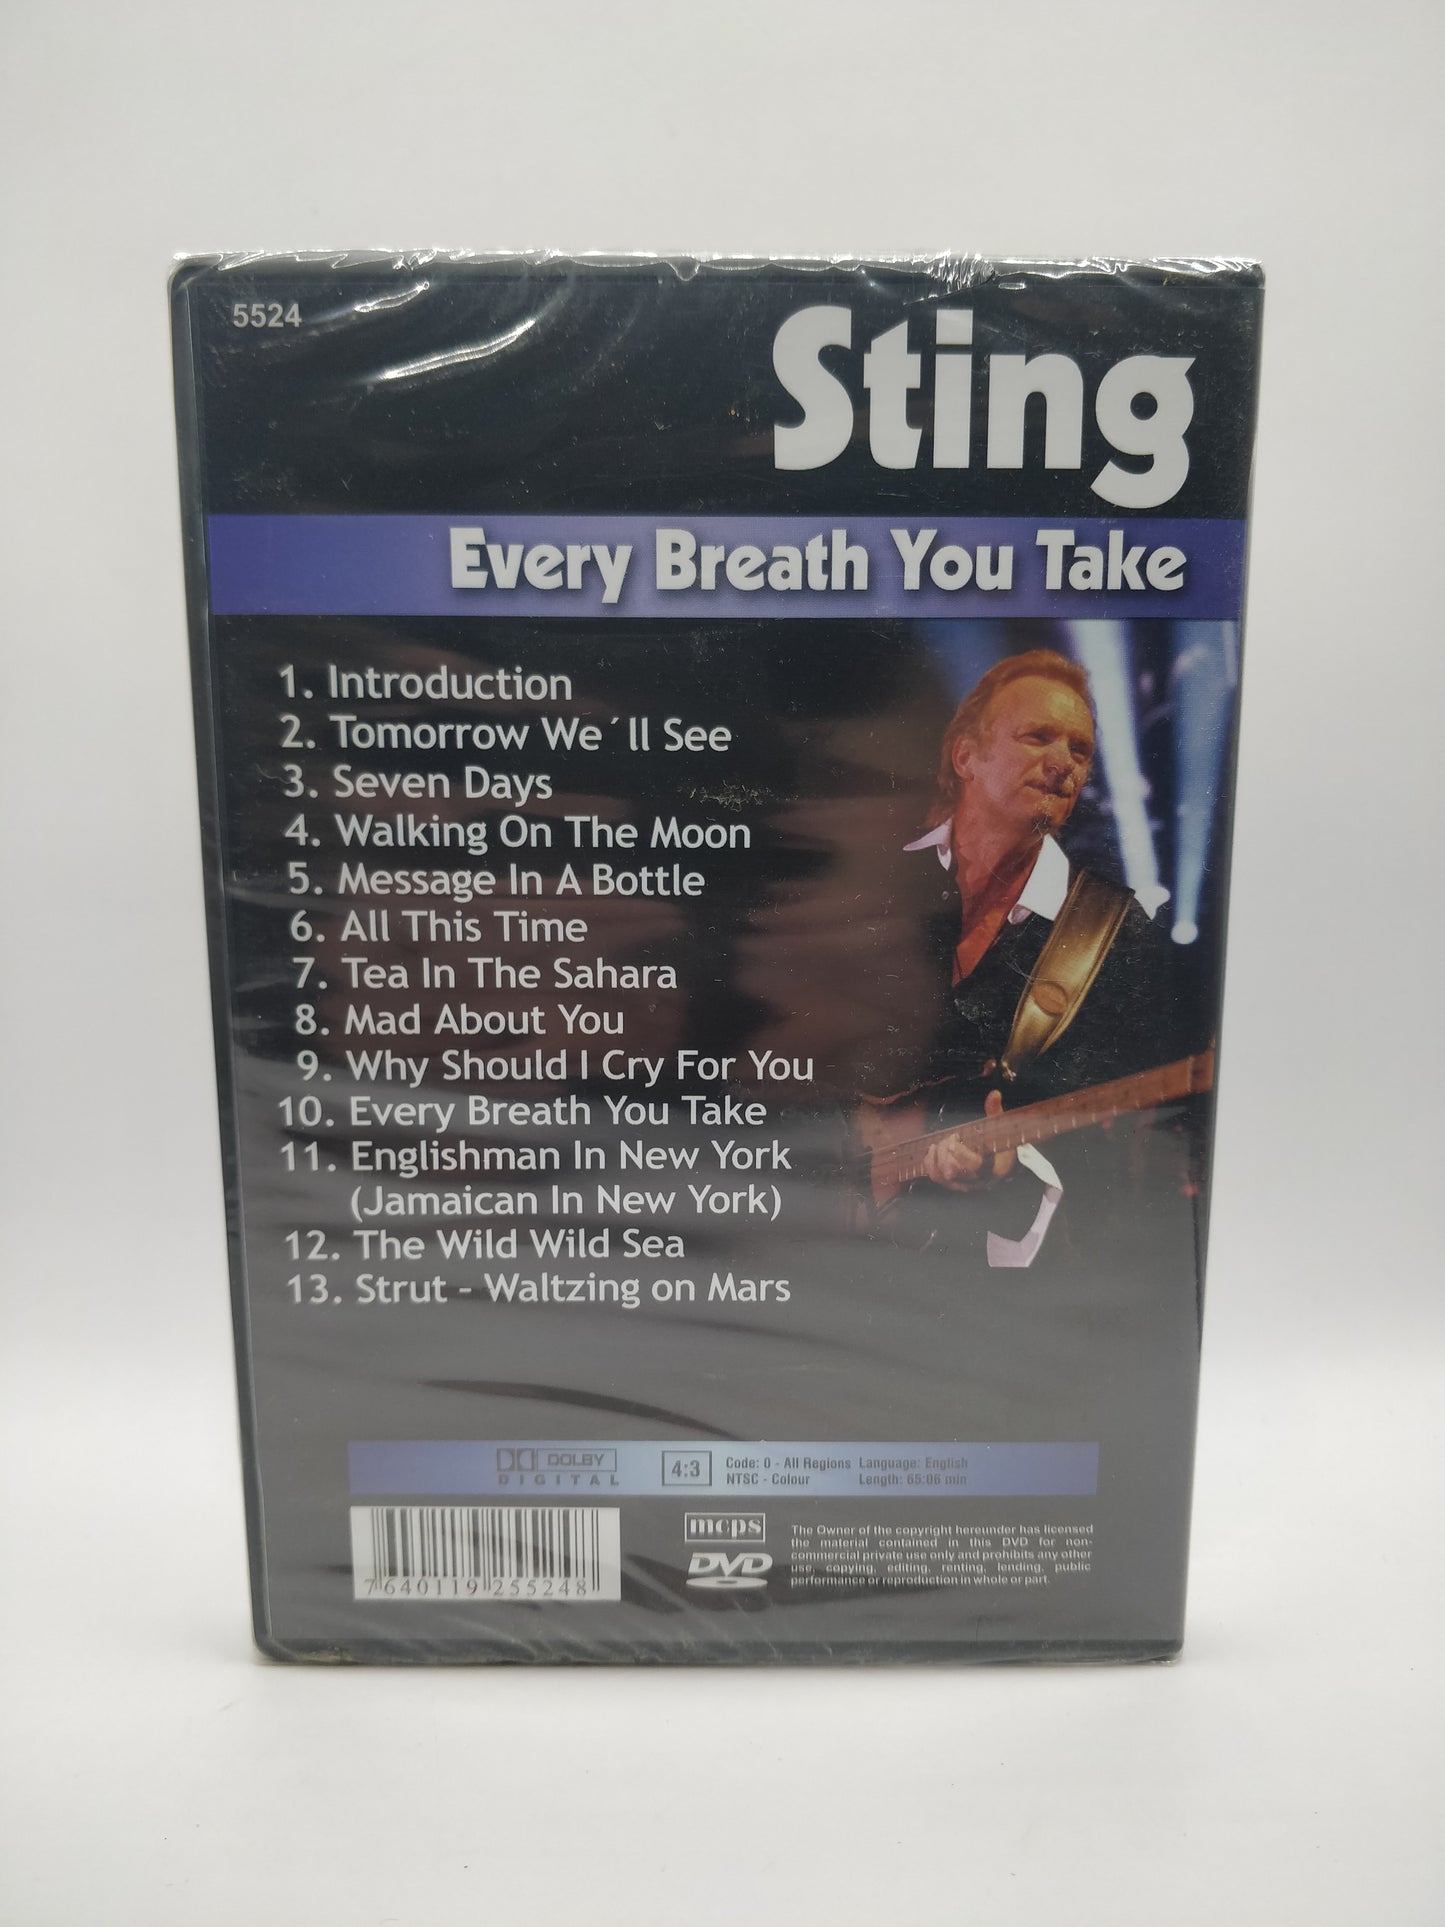 5524
Sting
Every Breath You Take
1. Introduction
2. Tomorrow We´ll See
3. Seven Days
4. Walking On The Moon
5. Message In A Bottle
6. All This Time
7. Tea In The Sahara
8. Mad About You
9. Why Should I Cry For You
10. Every Breath You Take
11. Englishman In New York
(Jamaican In New York)
12. The Wild Wild Sea
13. Strut - Waltzing on Mars
DOLBY
DIGITAL
4:3
Code: 0 - All Regions Language: English
NTSC - Colour Length: 65:06 min
7 640119 255248
mcps
DVD
The Owner of the copyright hereunder has licensed
the material contained in this DVD for non-
commercial private use only and prohibits any other
use, copying, editing, renting, lending, public
performance or reproduction in whole or part.